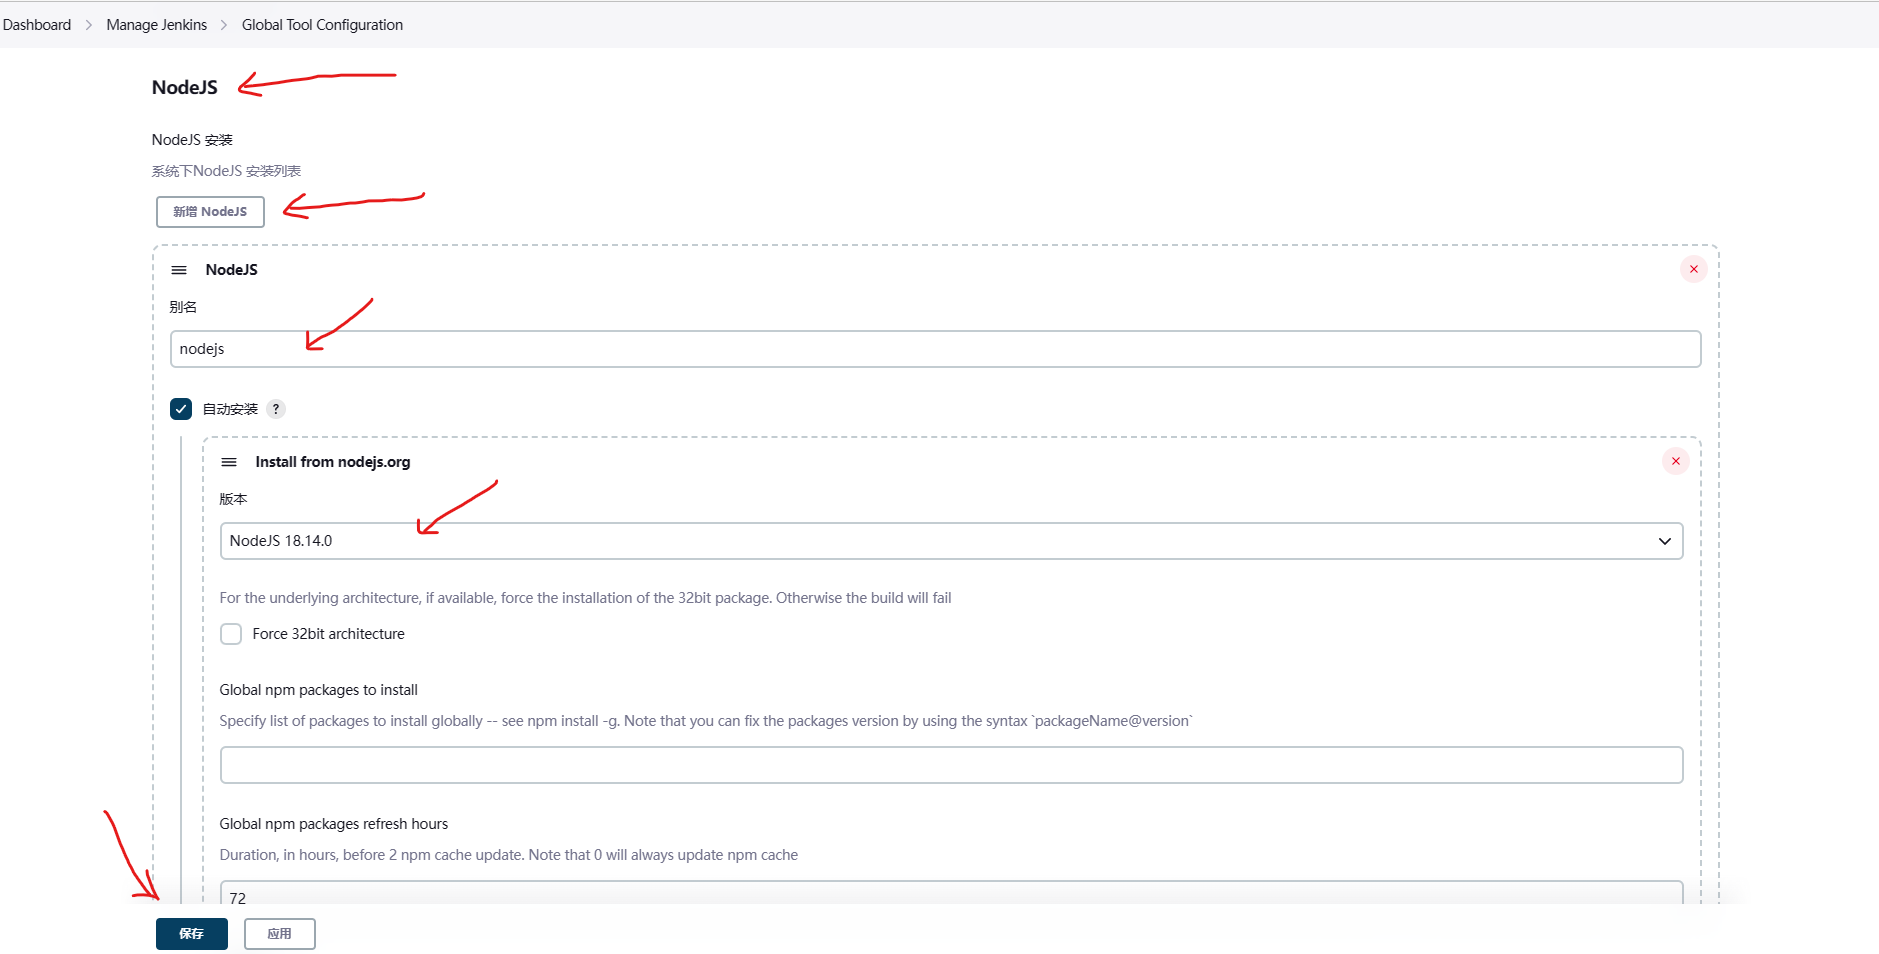 Dashboard > Manage Jenkins > Global Tool Configuration
NodeJS
NodeJS 安装
系统下NodeJS 安装列表
新增 NodeJS
NodeJS
别名
nodejs
自动安装 ?
Install from nodejs.org
版本
NodeJS 18.14.0
For the underlying architecture, if available, force the installation of the 32bit package. Otherwise the build will fail
Force 32bit architecture
Global npm packages to install
Specify list of packages to install globally -- see npm install -g. Note that you can fix the packages version by using the syntax `packageName@version`
Global npm packages refresh hours
Duration, in hours, before 2 npm cache update. Note that 0 will always update npm cache
72
保存 应用